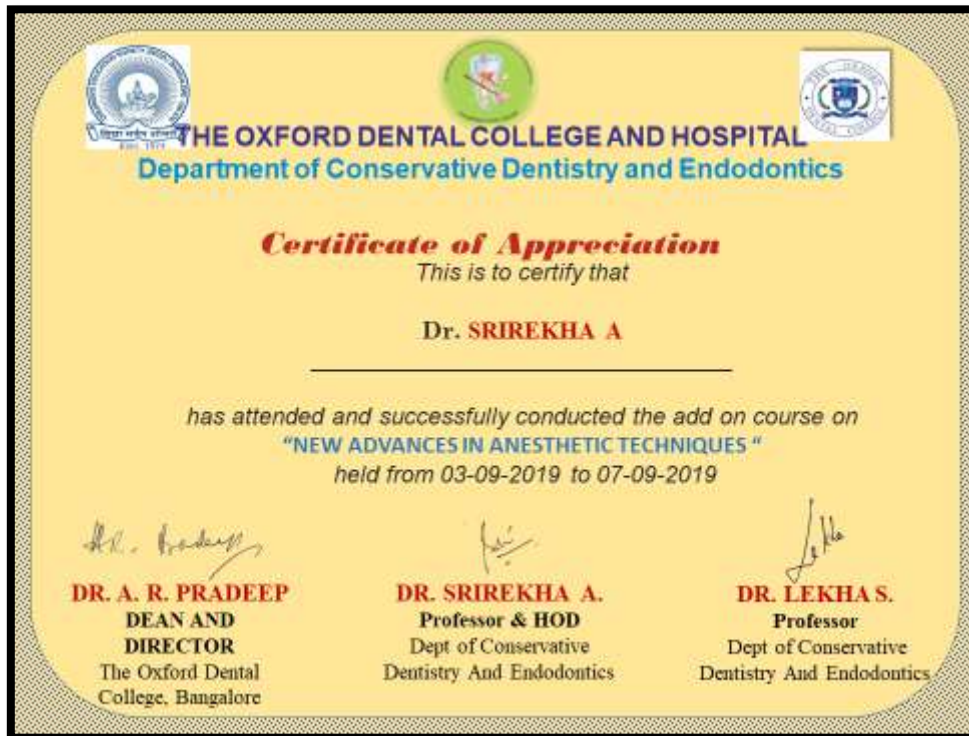 THE OXFORD DENTAL COLLEGE AND HOSPITAL
Department of Conservative Dentistry and Endodontics
Certificate of Appreciation
This is to certify that
Dr. SRIREKHA A
has attended and successfully conducted the add on course on
“NEW ADVANCES IN ANESTHETIC TECHNIQUES “
held from 03-09-2019 to 07-09-2019
DR. A. R. PRADEEP
DEAN AND
DIRECTOR
The Oxford Dental
College, Bangalore
DR. SRIREKHA A.
Professor & HOD
Dept of Conservative
Dentistry And Endodontics
Lekha
DR. LEKHA S.
Professor
Dept of Conservative
Dentistry And Endodontics